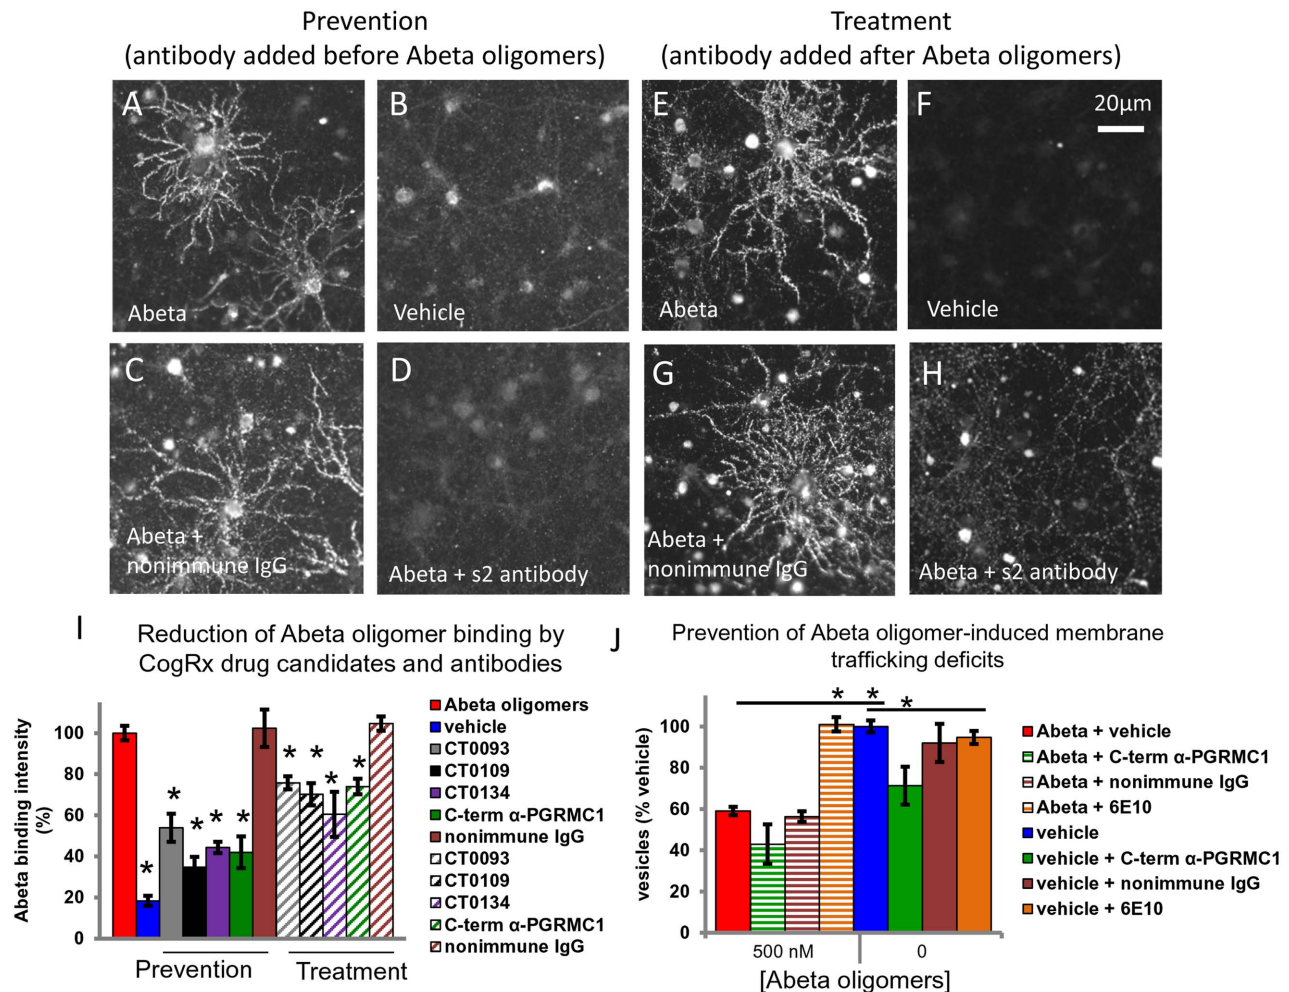 Prevention
(antibody added before Abeta oligomers)
Treatment
(antibody added after Abeta oligomers)
A
Abeta
B
Vehicle
E
Abeta
F
20µm
Vehicle
C
Abeta +
nonimmune IgG
D
Abeta + s2 antibody
G
Abeta +
nonimmune IgG
H
Abeta + s2 antibody
I
Reduction of Abeta oligomer binding by
CogRx drug candidates and antibodies
Abeta binding intensity
(%)
100
80
60
40
20
0
*
*
*
*
*
*
*
*
*
Prevention
Treatment
Abeta oligomers
vehicle
CT0093
CT0109
CT0134
C-term α-PGRMC1
nonimmune IgG
CT0093
CT0109
CT0134
C-term α-PGRMC1
nonimmune IgG
J
Prevention of Abeta oligomer-induced membrane
trafficking deficits
vesicles (% vehicle)
100
80
60
40
20
0
* * *
500 nM
0
[Abeta oligomers]
Abeta + vehicle
Abeta + C-term α-PGRMC1
Abeta + nonimmune IgG
Abeta + 6E10
vehicle
vehicle + C-term α-PGRMC1
vehicle + nonimmune IgG
vehicle + 6E10